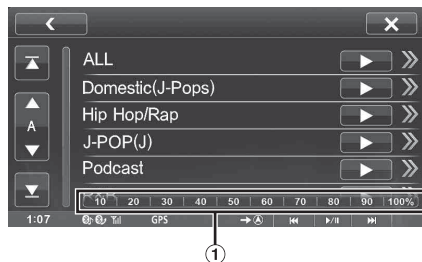 ALL
Domestic(J-Pops)
Hip Hop/Rap
A
J-POP(J)
Podcast
10 20 30 40 50 60 70 80 90 100%
1:07 GPS A
1